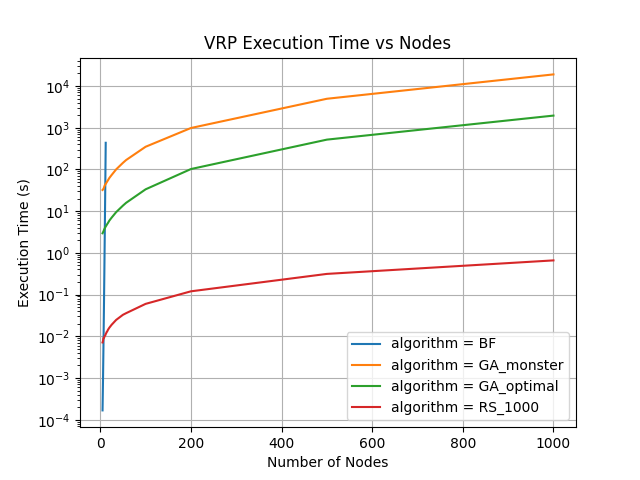 VRP Execution Time vs Nodes
Execution Time (s)
10⁴
10³
10²
10¹
10⁰
10⁻¹
10⁻²
10⁻³
10⁻⁴
algorithm = BF
algorithm = GA_monster
algorithm = GA_optimal
algorithm = RS_1000
0 200 400 600 800 1000
Number of Nodes